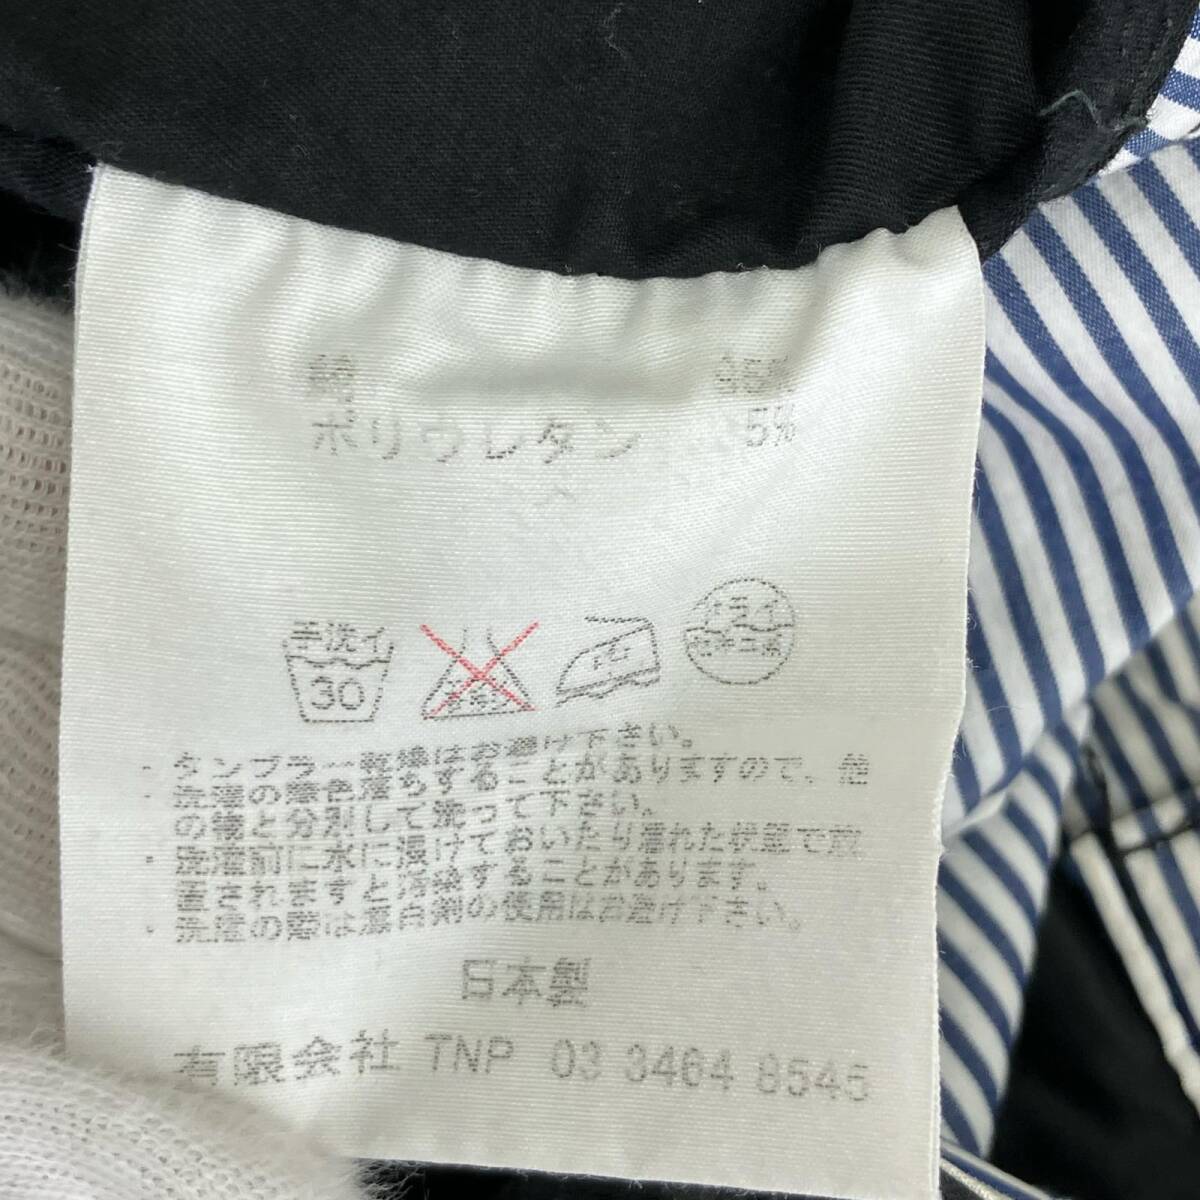 綿 95%
ポリウレタン 5%
手洗イ
30
ドライ
・タンブラー乾燥はお避け下さい。
・洗濯の際色落ちすることがありますので、他
の物と分別して洗って下さい。
・洗濯前に水に浸けておいたり濡れた状態で放
置されますと汚染することがあります。
・洗濯の際は漂白剤の使用はお避け下さい。
日本製
有限会社 TNP 03 3464 8545